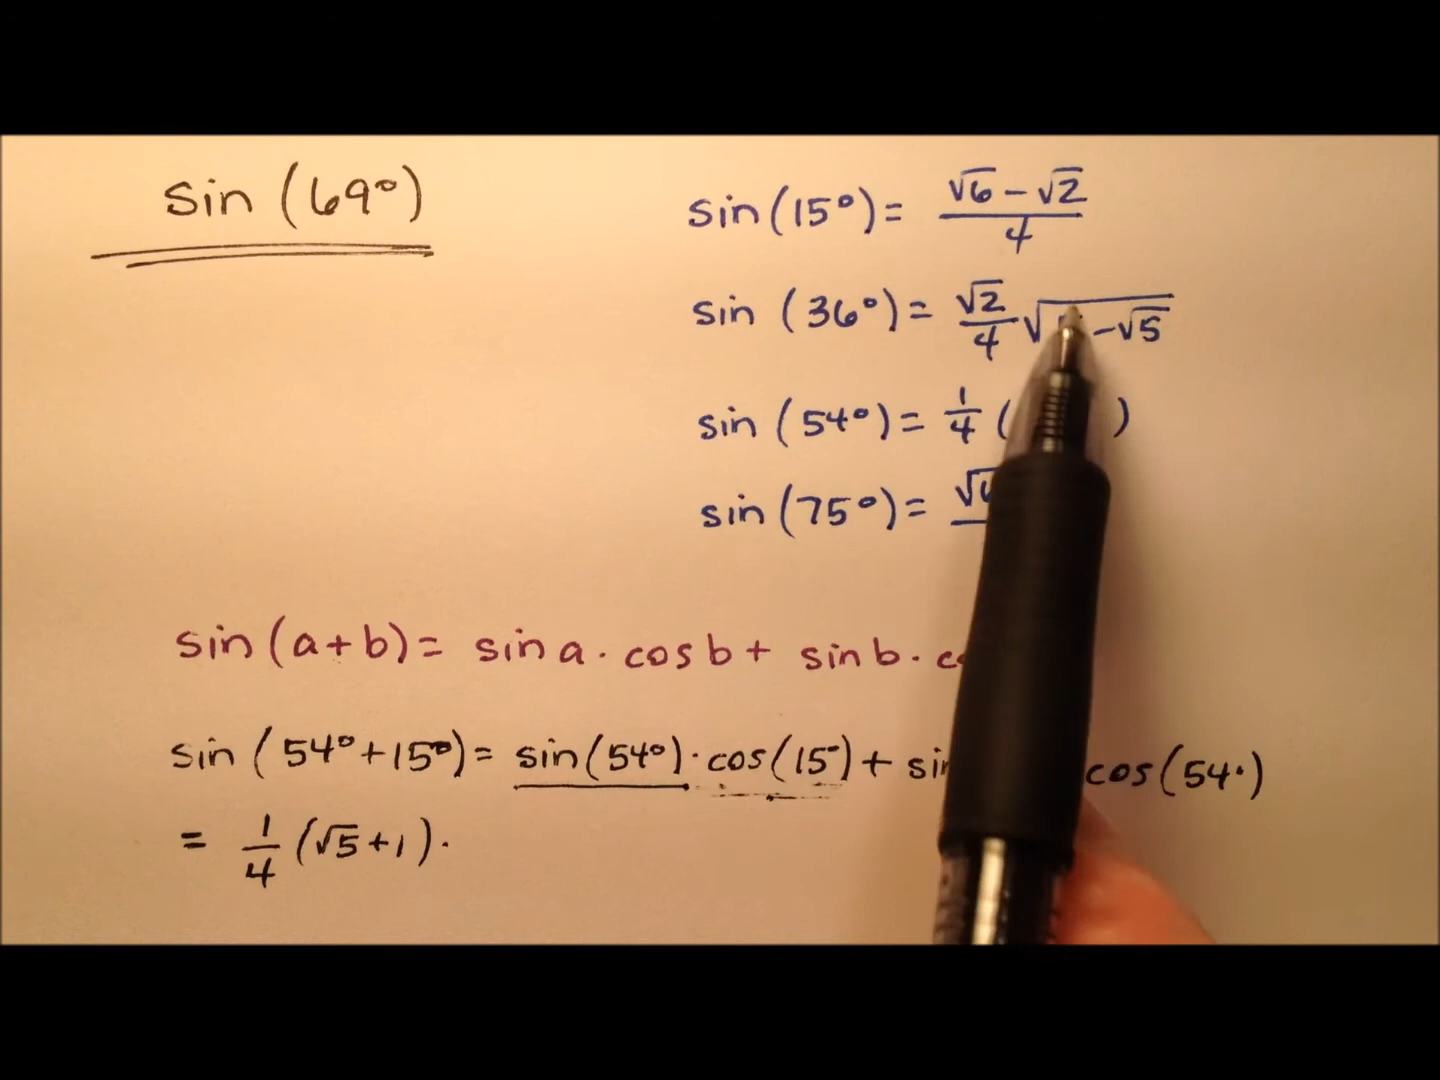 sin (69°)
sin(15°) = √6 - √2 / 4
sin (36°) = √2 / 4 √ - √5
sin (54°) = 1/4 ( )
sin (75°) =
sin (a+b) = sin a · cos b + sin b ·
sin (54° + 15°) = sin(54°) · cos(15°) + sin cos(54°)
= 1/4 (√5 + 1) ·